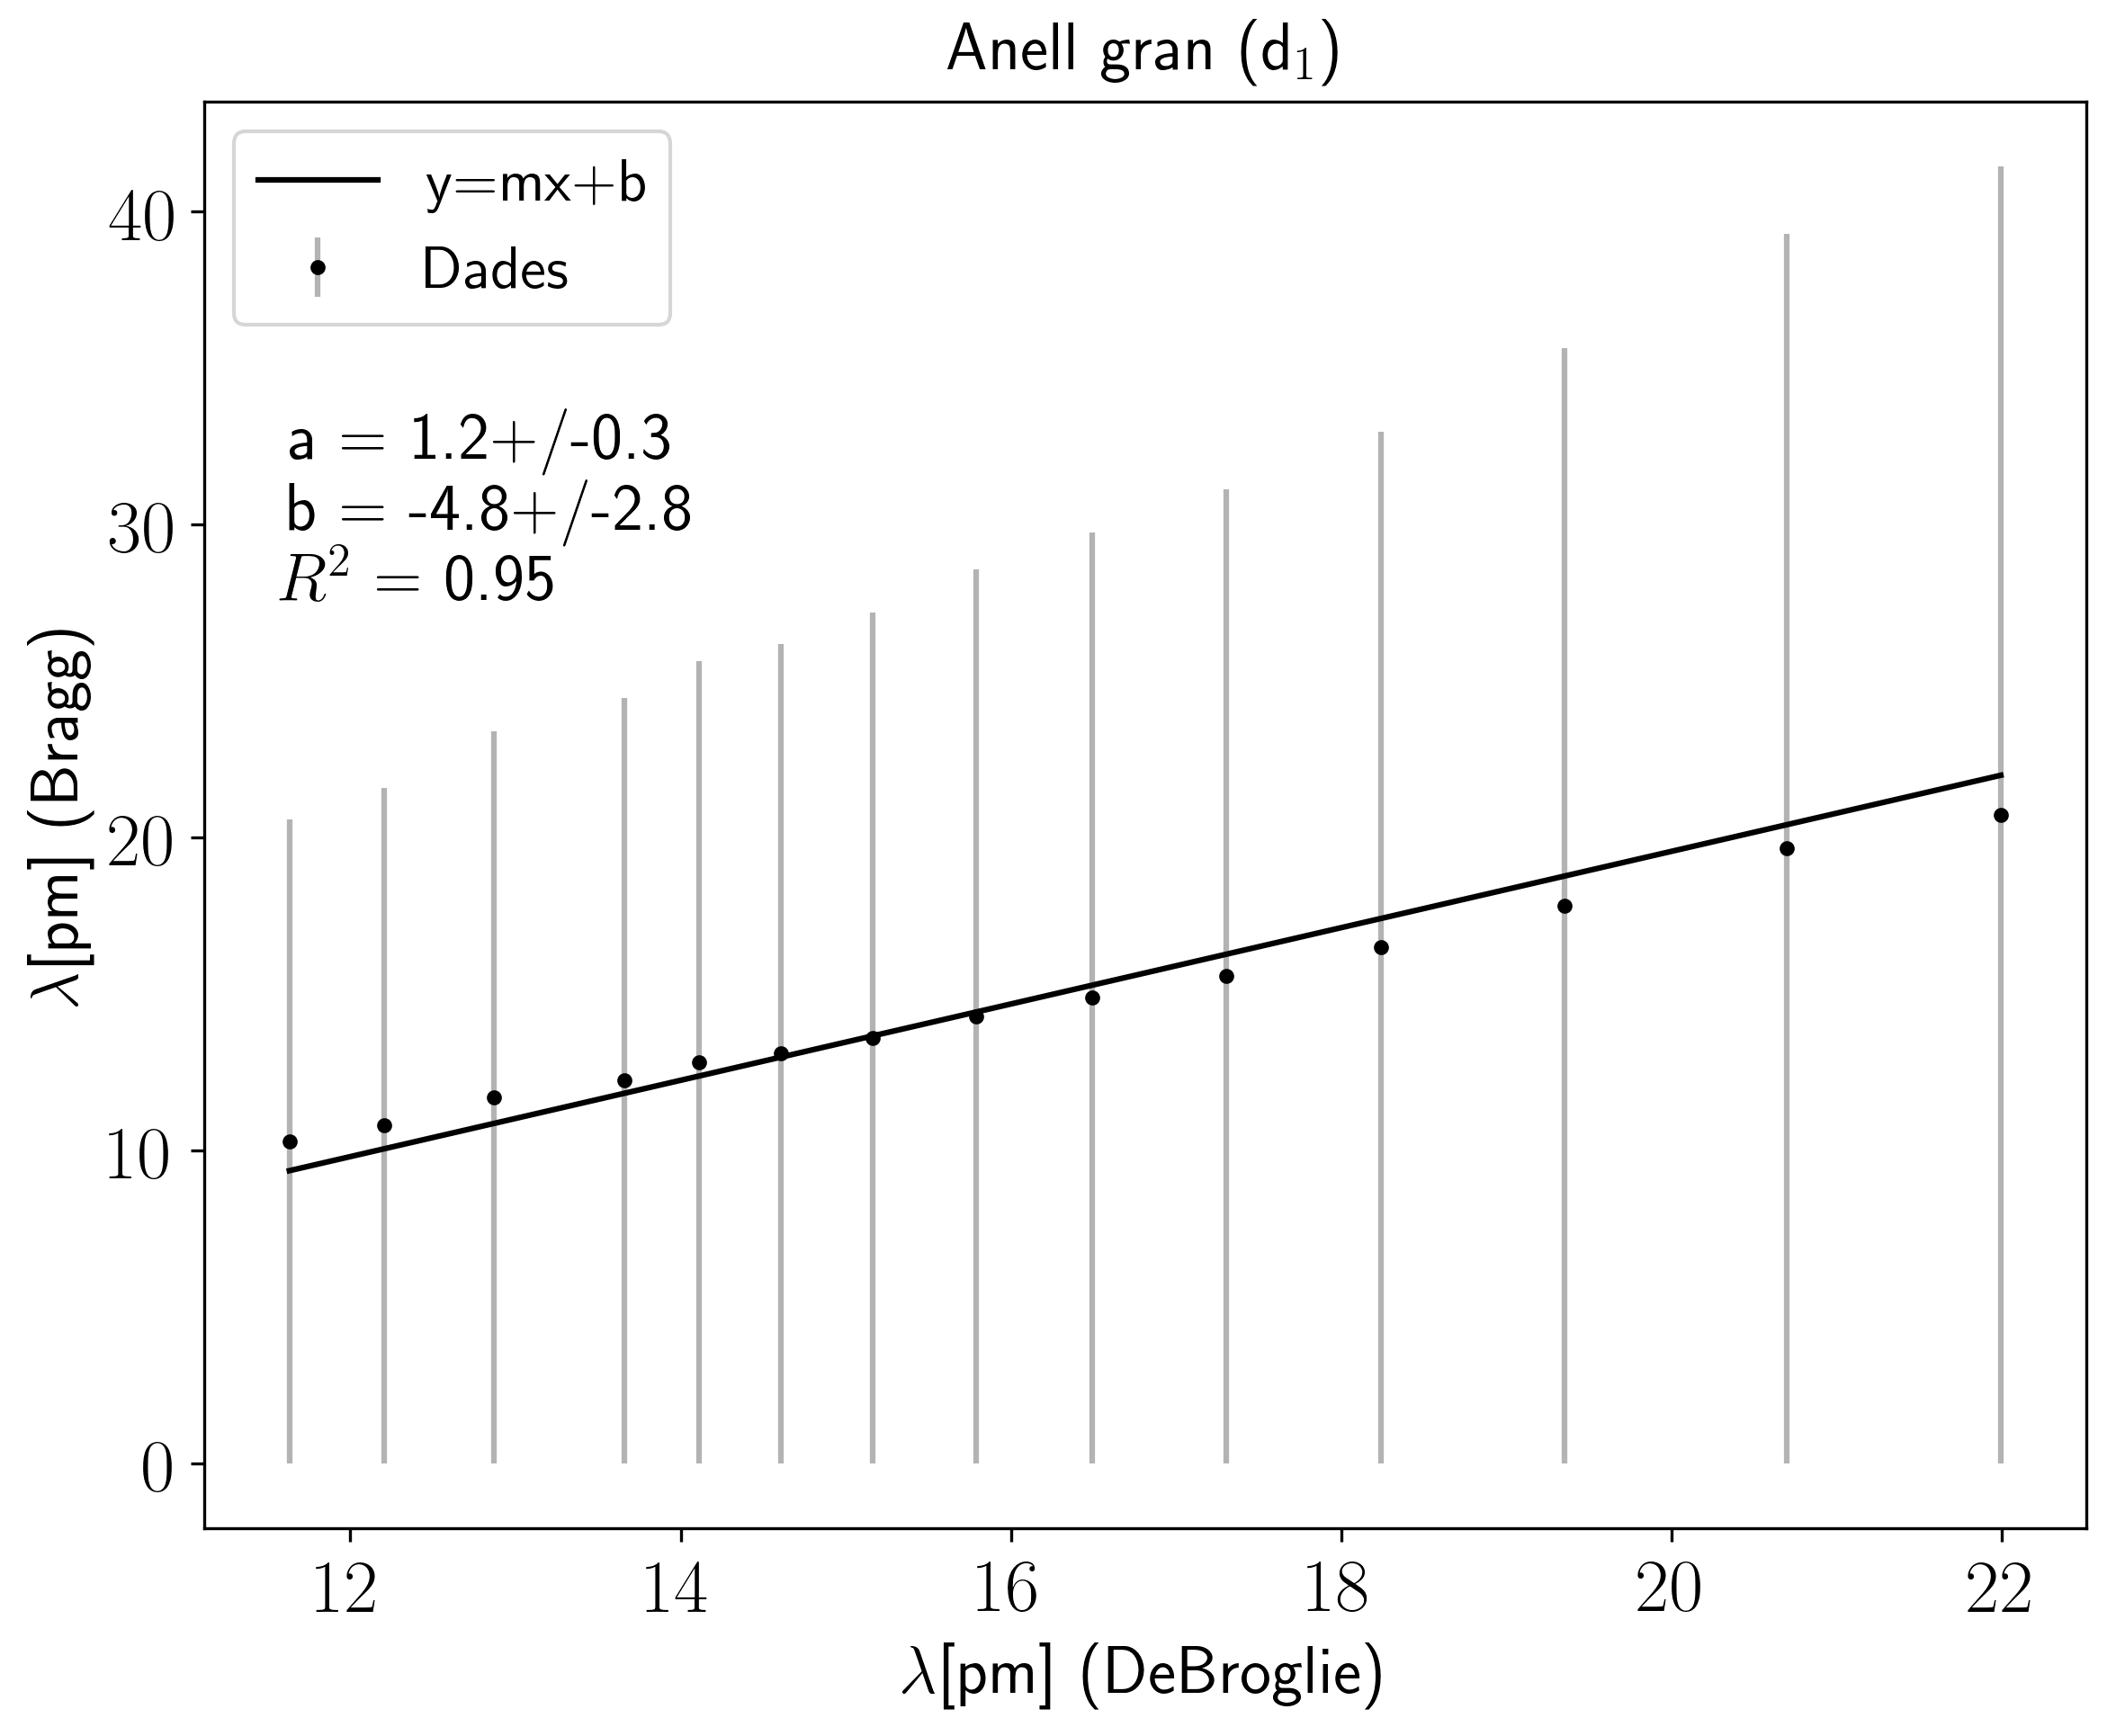 Anell gran (d₁)
y=mx+b
Dades
a = 1.2+/-0.3
b = -4.8+/-2.8
R² = 0.95
λ[pm] (Bragg)
40
30
20
10
0
12 14 16 18 20 22
λ[pm] (DeBroglie)